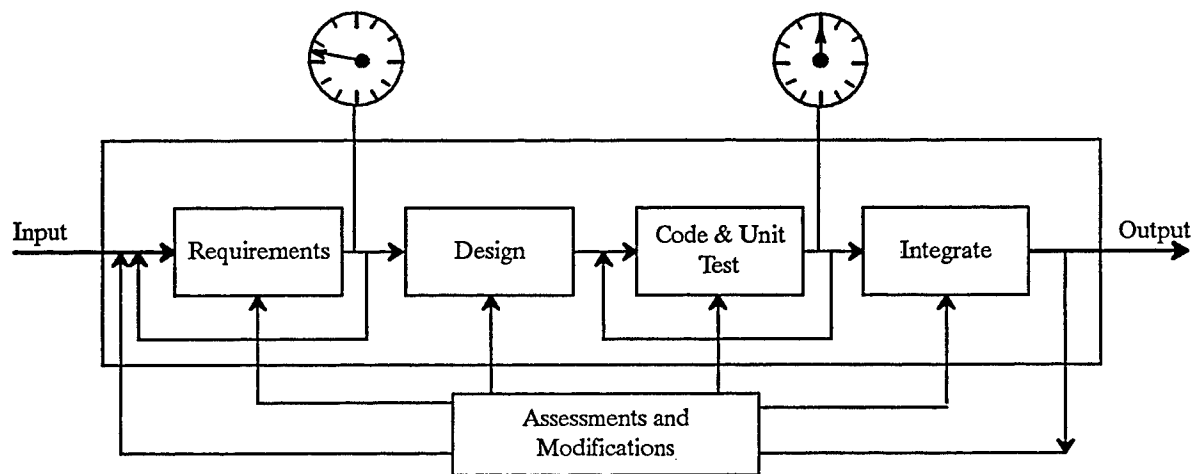 Input
Requirements
Design
Code & Unit
Test
Integrate
Output
Assessments and
Modifications